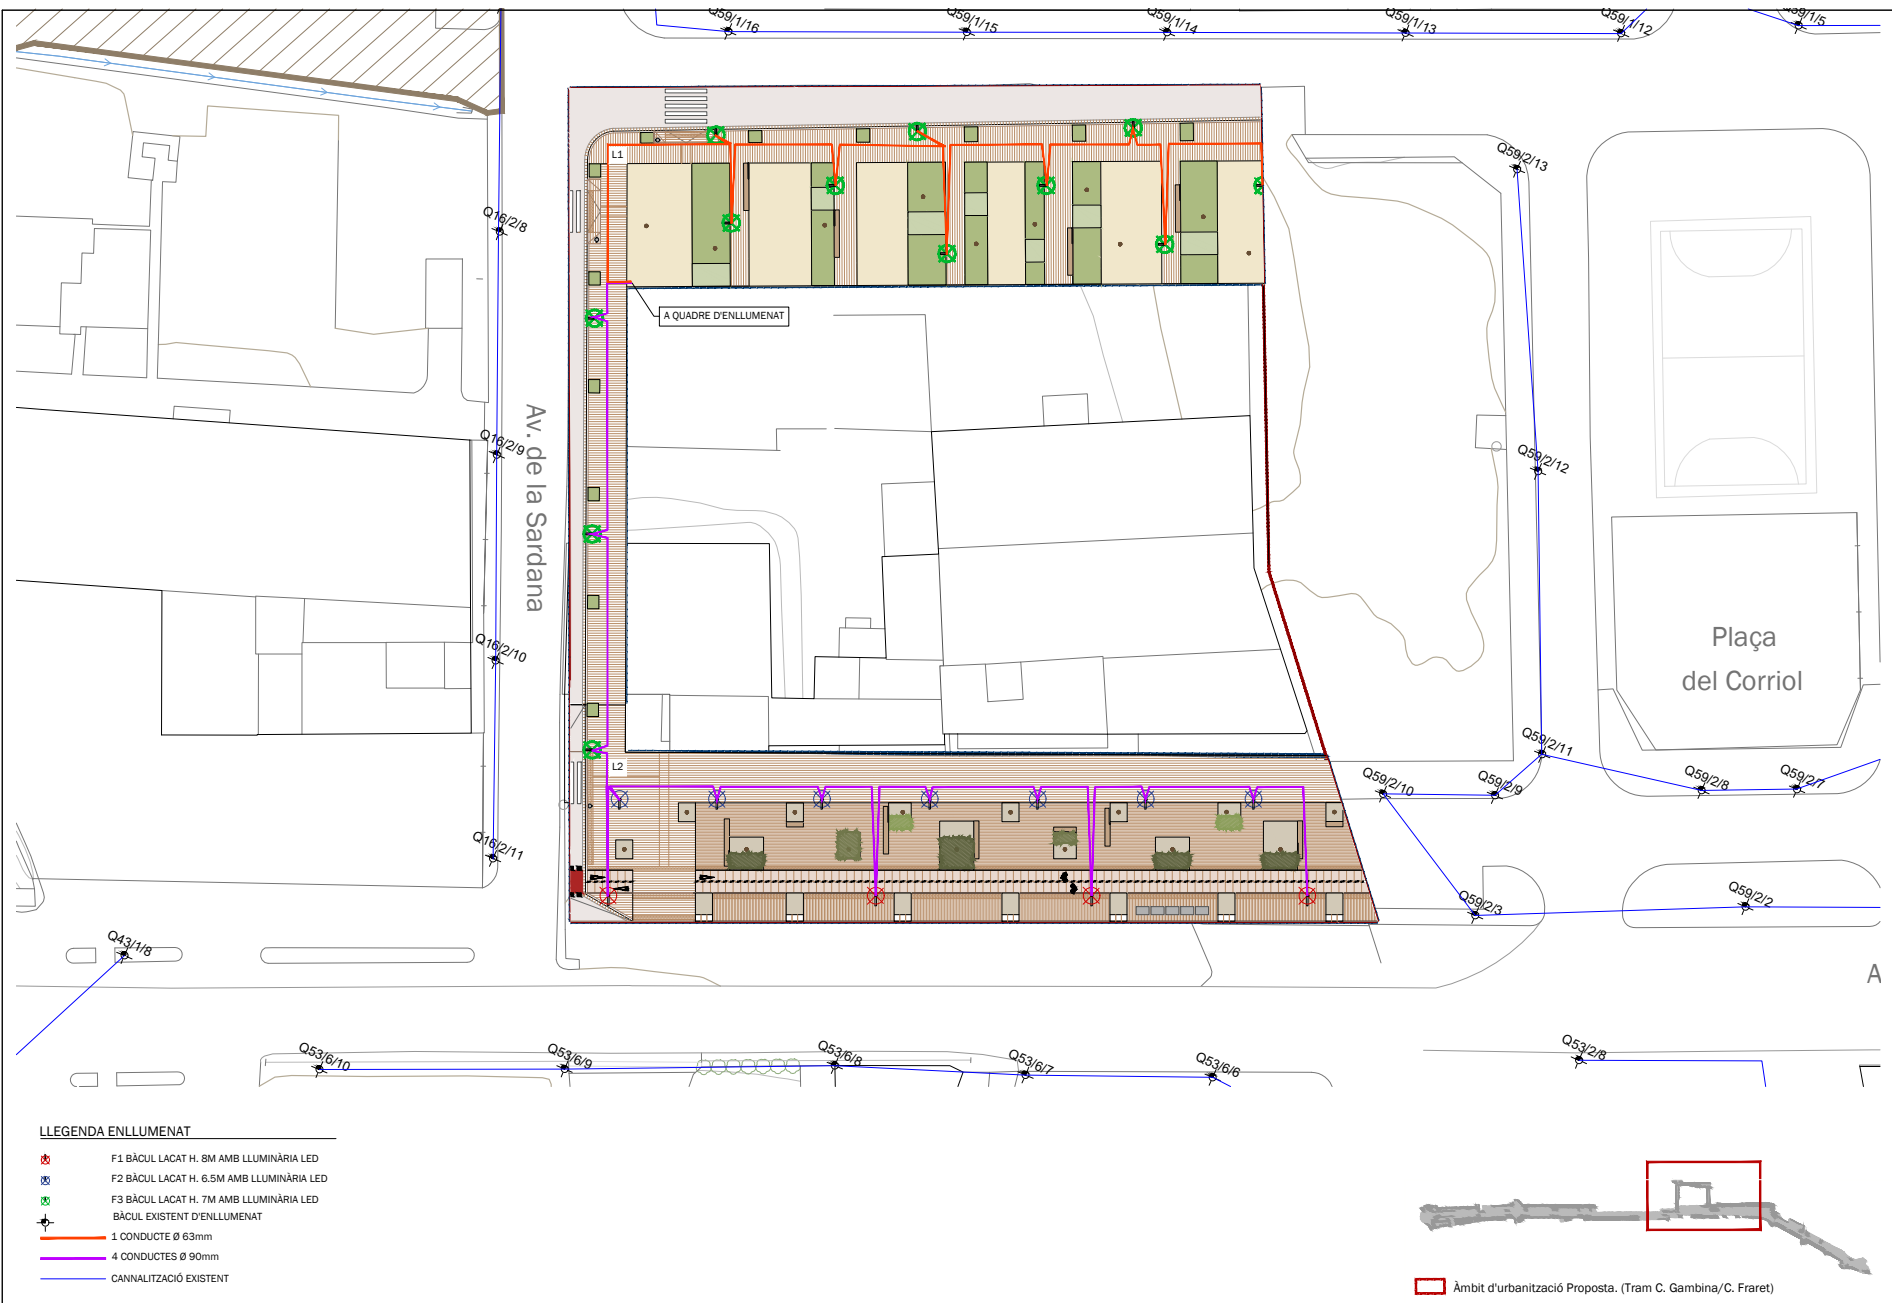 Q59/1/16
Q59/1/15
Q59/1/14
Q59/1/13
Q59/1/12
Q59/1/5
L1
Q59/2/13
Q16/2/8
A QUADRE D'ENLLUMENAT
Av. de la Sardana
Q16/2/9
Q59/2/12
Q16/2/10
Plaça
del Corriol
L2
Q59/2/11
Q59/2/10
Q59/2/9
Q59/2/8
Q59/2/7
Q16/2/11
Q59/2/3
Q59/2/2
Q43/1/8
A
Q53/6/10
Q53/6/9
Q53/6/8
Q53/6/7
Q53/6/6
Q53/2/8
LLEGENDA ENLLUMENAT
F1 BÀCUL LACAT H. 8M AMB LLUMINÀRIA LED
F2 BÀCUL LACAT H. 6.5M AMB LLUMINÀRIA LED
F3 BÀCUL LACAT H. 7M AMB LLUMINÀRIA LED
BÀCUL EXISTENT D'ENLLUMENAT
1 CONDUCTE Ø 63mm
4 CONDUCTES Ø 90mm
CANNALITZACIÓ EXISTENT
Àmbit d'urbanització Proposta. (Tram C. Gambina/C. Fraret)